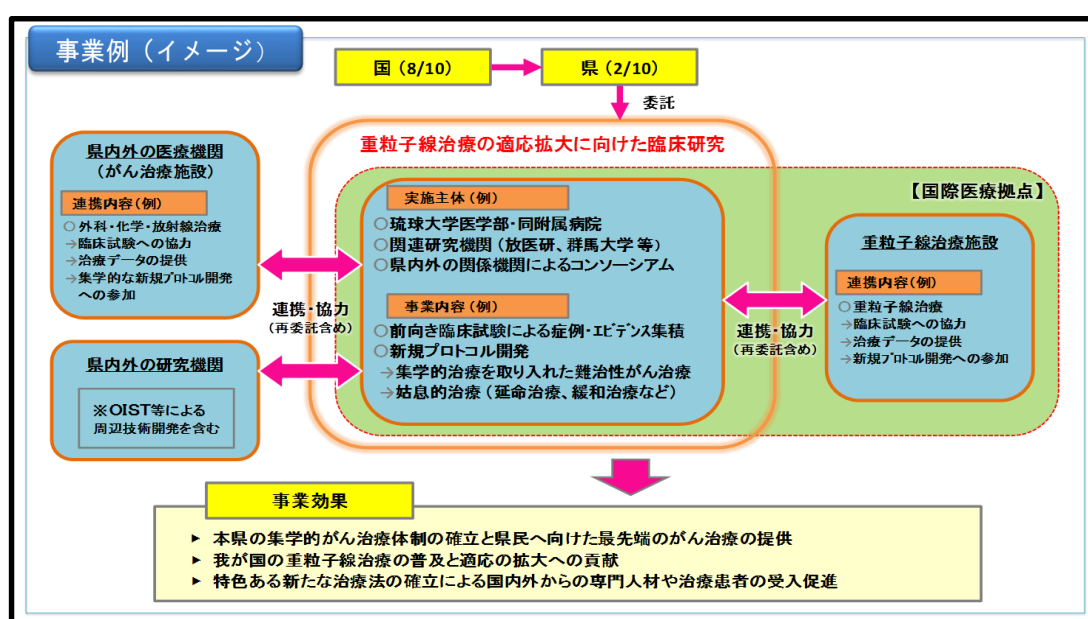 事業例（イメージ）
国（8/10）
県（2/10）
委託
重粒子線治療の適応拡大に向けた臨床研究
県内外の医療機関
（がん治療施設）
連携内容（例）
○外科・化学・放射線治療
→臨床試験への協力
→治療データの提供
→集学的な新規プロトコル開発
への参加
連携・協力
（再委託含め）
県内外の研究機関
※OIST等による
周辺技術開発を含む
実施主体（例）
○琉球大学医学部・同附属病院
○関連研究機関（放医研、群馬大学 等）
○県内外の関係機関によるコンソーシアム
事業内容（例）
○前向き臨床試験による症例・エビデンス集積
○新規プロトコル開発
→集学的治療を取り入れた難治性がん治療
→姑息的治療（延命治療、緩和治療など）
連携・協力
（再委託含め）
【国際医療拠点】
重粒子線治療施設
連携内容（例）
○重粒子線治療
→臨床試験への協力
→治療データの提供
→新規プロトコル開発への参加
事業効果
► 本県の集学的がん治療体制の確立と県民へ向けた最先端のがん治療の提供
► 我が国の重粒子線治療の普及と適応の拡大への貢献
► 特色ある新たな治療法の確立による国内外からの専門人材や治療患者の受入促進